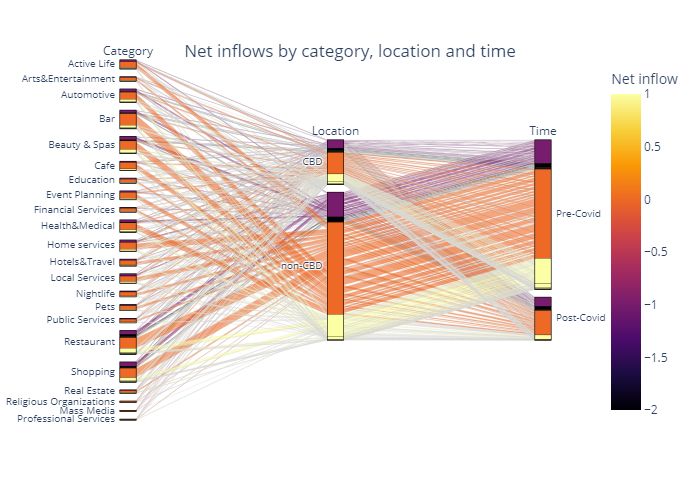 Net inflows by category, location and time
Category
Active Life
Arts&Entertainment
Automotive
Bar
Beauty & Spas
Cafe
Education
Event Planning
Financial Services
Health&Medical
Home services
Hotels&Travel
Local Services
Nightlife
Pets
Public Services
Restaurant
Shopping
Real Estate
Religious Organizations
Mass Media
Professional Services
Location
CBD
non-CBD
Time
Pre-Covid
Post-Covid
Net inflow
1
0.5
0
−0.5
−1
−1.5
−2